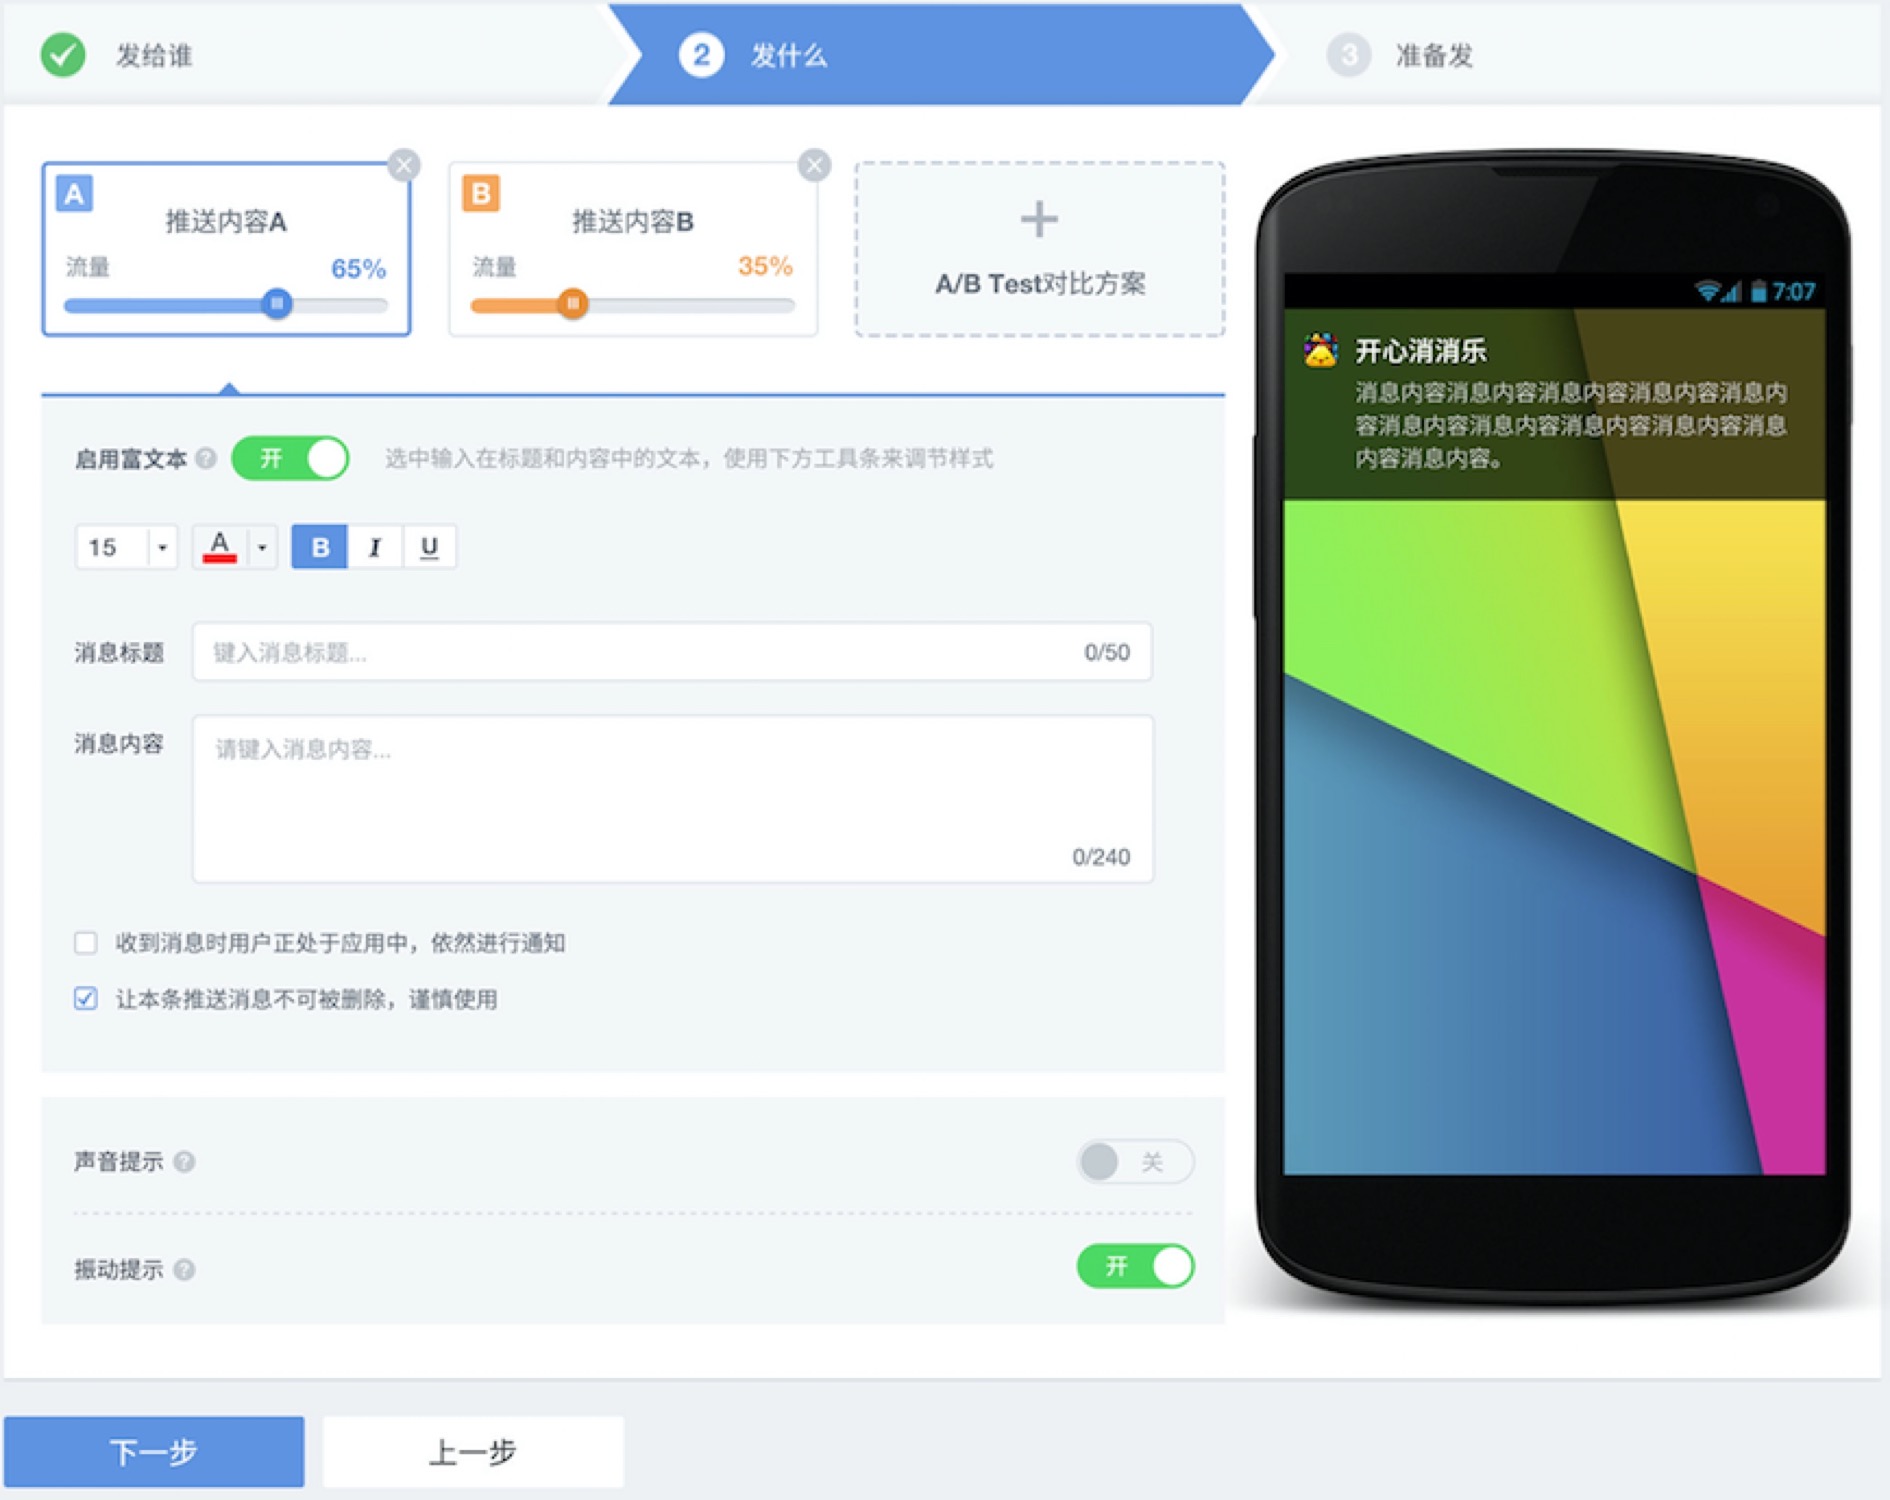 发给谁
2 发什么
3 准备发
A
推送内容A
流量 65%
B
推送内容B
流量 35%
A/B Test对比方案
启用富文本 ? 开 选中输入在标题和内容中的文本，使用下方工具条来调节样式
15 A B I U
消息标题 键入消息标题... 0/50
消息内容 请键入消息内容...
0/240
收到消息时用户正处于应用中，依然进行通知
让本条推送消息不可被删除，谨慎使用
声音提示 ? 关
振动提示 ? 开
7:07
开心消消乐
消息内容消息内容消息内容消息内容消息内
容消息内容消息内容消息内容消息内容消息
内容消息内容。
下一步 上一步